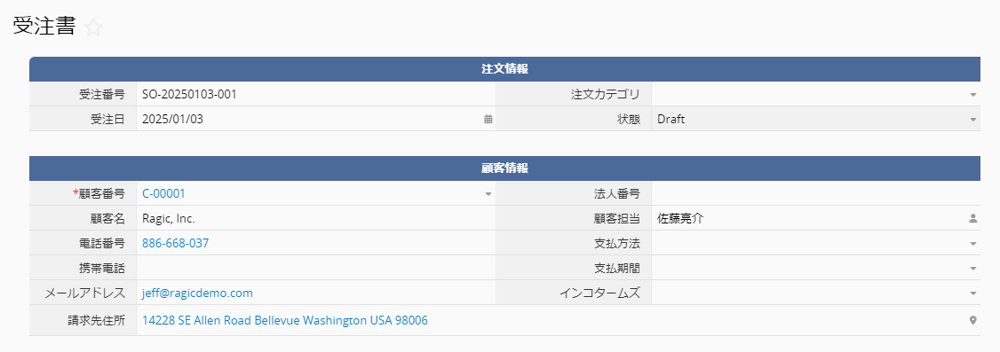 受注書
注文情報
受注番号 SO-20250103-001 注文カテゴリ
受注日 2025/01/03 状態 Draft
顧客情報
*顧客番号 C-00001 法人番号
顧客名 Ragic, Inc. 顧客担当 佐藤亮介
電話番号 886-668-037 支払方法
携帯電話 支払期間
メールアドレス jeff@ragicdemo.com インコタームズ
請求先住所 14228 SE Allen Road Bellevue Washington USA 98006